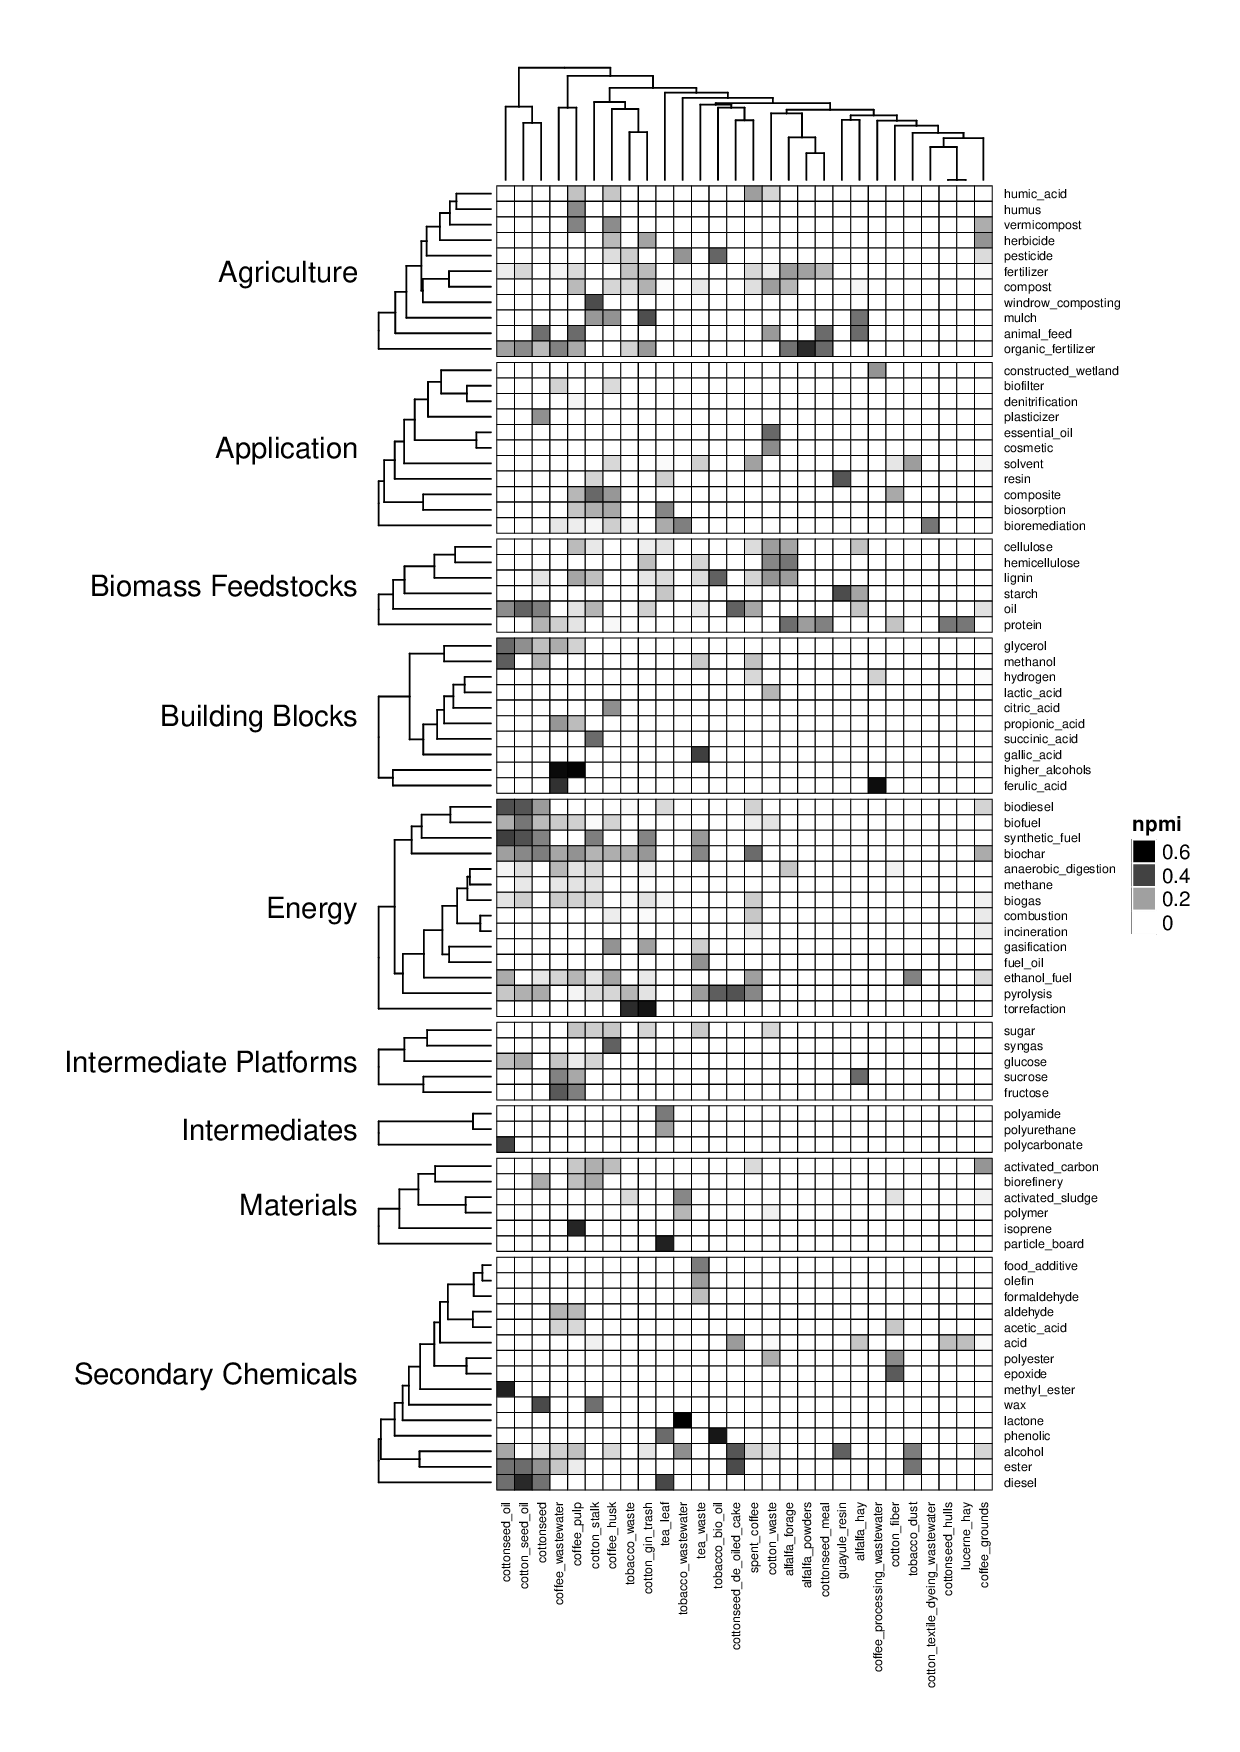 Agriculture
humic_acid
humus
vermicompost
herbicide
pesticide
fertilizer
compost
windrow_composting
mulch
animal_feed
organic_fertilizer
Application
constructed_wetland
biofilter
denitrification
plasticizer
essential_oil
cosmetic
solvent
resin
composite
biosorption
bioremediation
Biomass Feedstocks
cellulose
hemicellulose
lignin
starch
oil
protein
Building Blocks
glycerol
methanol
hydrogen
lactic_acid
citric_acid
propionic_acid
succinic_acid
gallic_acid
higher_alcohols
ferulic_acid
Energy
biodiesel
biofuel
synthetic_fuel
biochar
anaerobic_digestion
methane
biogas
combustion
incineration
gasification
fuel_oil
ethanol_fuel
pyrolysis
torrefaction
npmi
0.6
0.4
0.2
0
Intermediate Platforms
sugar
syngas
glucose
sucrose
fructose
Intermediates
polyamide
polyurethane
polycarbonate
Materials
activated_carbon
biorefinery
activated_sludge
polymer
isoprene
particle_board
Secondary Chemicals
food_additive
olefin
formaldehyde
aldehyde
acetic_acid
acid
polyester
epoxide
methyl_ester
wax
lactone
phenolic
alcohol
ester
diesel
cottonseed_oil
cotton_seed_oil
cottonseed
coffee_wastewater
coffee_pulp
cotton_stalk
coffee_husk
tobacco_waste
cotton_gin_trash
tea_leaf
tobacco_wastewater
tea_waste
tobacco_bio_oil
cottonseed_de_oiled_cake
spent_coffee
cotton_waste
alfalfa_forage
alfalfa_powders
cottonseed_meal
guayule_resin
alfalfa_hay
coffee_processing_wastewater
cotton_fiber
tobacco_dust
cotton_textile_dyeing_wastewater
cottonseed_hulls
lucerne_hay
coffee_grounds